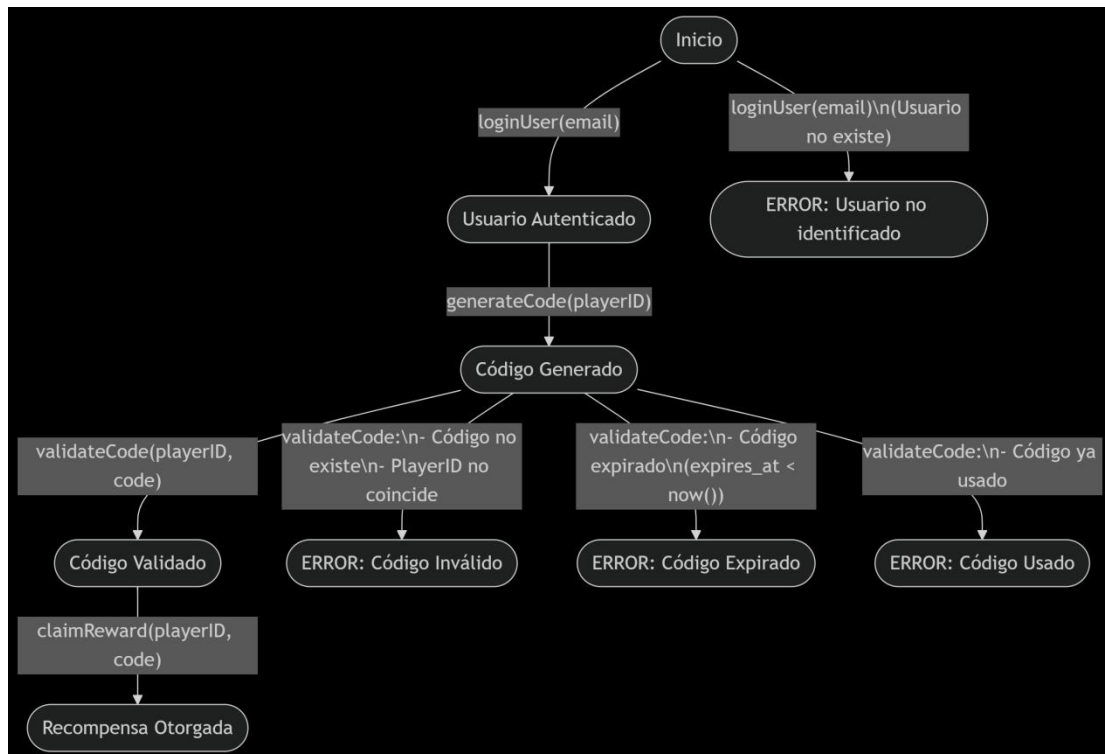 Inicio
loginUser(email)
loginUser(email)\n(Usuario
no existe)
Usuario Autenticado
ERROR: Usuario no
identificado
generateCode(playerID)
Código Generado
validateCode(playerID,
code)
validateCode:\n- Código no
existe\n- PlayerID no
coincide
validateCode:\n- Código
expirado\n(expires_at <
now())
validateCode:\n- Código ya
usado
Código Validado
ERROR: Código Inválido
ERROR: Código Expirado
ERROR: Código Usado
claimReward(playerID,
code)
Recompensa Otorgada